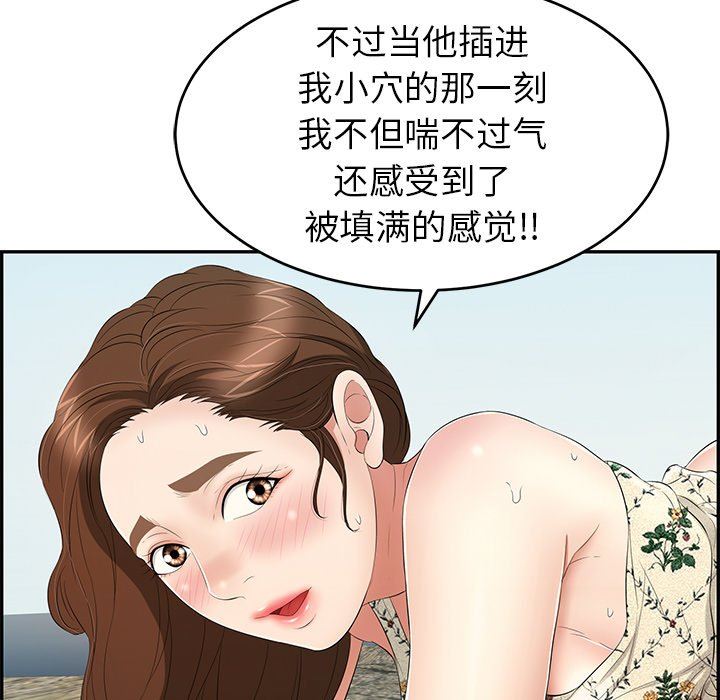 不过当他插进
我小穴的那一刻
我不但喘不过气
还感受到了
被填满的感觉!!